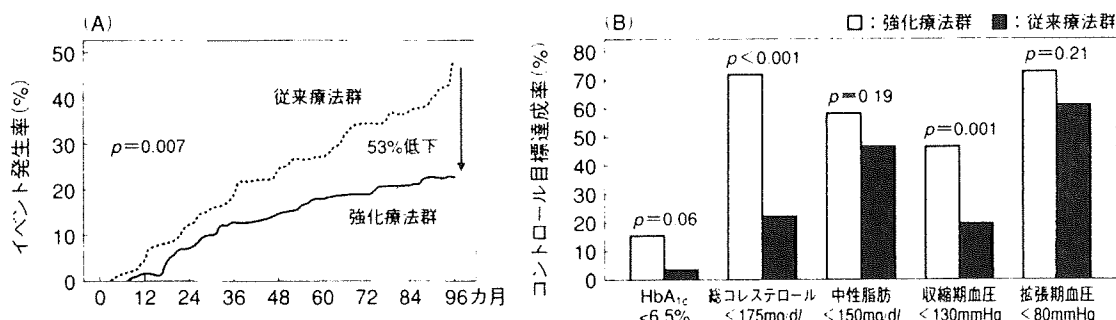 (A)
イベント発生率(%)
50
40
30
20
10
0
従来療法群
p=0.007
53%低下
強化療法群
0 12 24 36 48 60 72 84 96カ月
(B)
□:強化療法群 ■:従来療法群
コントロール目標達成率(%)
80
70
60
50
40
30
20
10
0
p=0.06
p<0.001
p=0.19
p=0.001
p=0.21
HbA1c 総コレステロール 中性脂肪 収縮期血圧 拡張期血圧
<6.5% <175mg/dl <150mg/dl <130mmHg <80mmHg